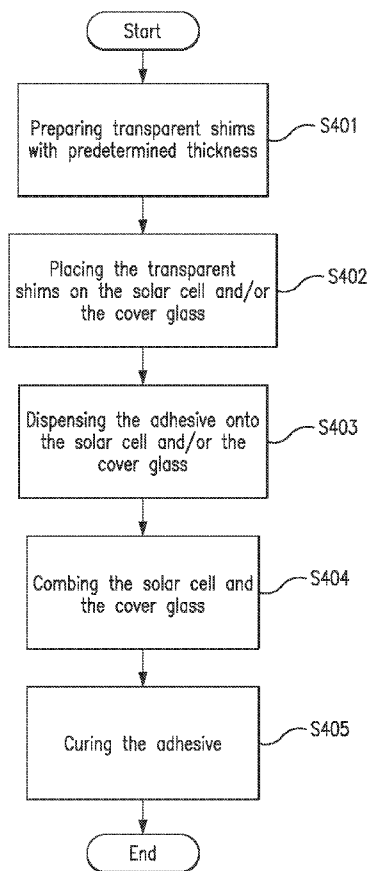 Start
Preparing transparent shims
with predetermined thickness
S401
Placing the transparent
shims on the solar cell and/or
the cover glass
S402
Dispensing the adhesive onto
the solar cell and/or the
cover glass
S403
Combing the solar cell and
the cover glass
S404
Curing the adhesive
S405
End